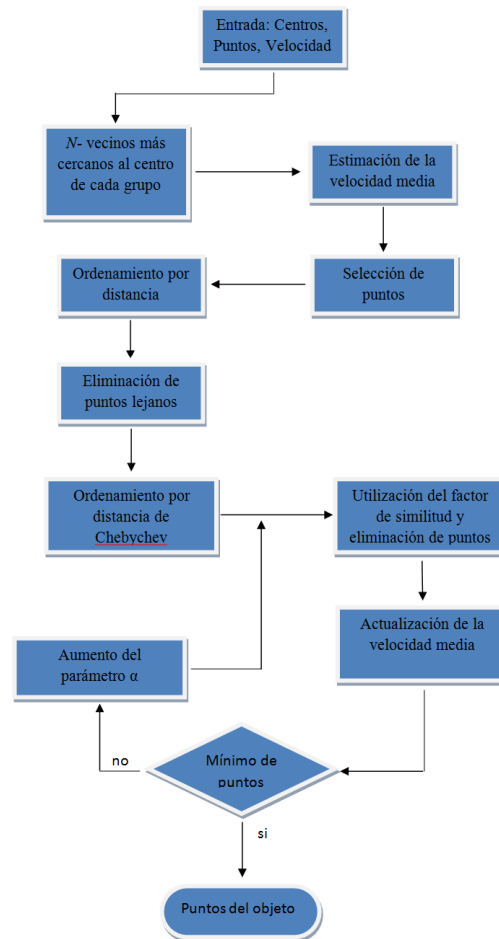 Entrada: Centros,
Puntos, Velocidad
N- vecinos más
cercanos al centro
de cada grupo
Estimación de la
velocidad media
Selección de
puntos
Ordenamiento por
distancia
Eliminación de
puntos lejanos
Ordenamiento por
distancia de
Chebychev
Utilización del factor
de similitud y
eliminación de puntos
Actualización de la
velocidad media
Aumento del
parámetro α
Mínimo de
puntos
no
si
Puntos del objeto